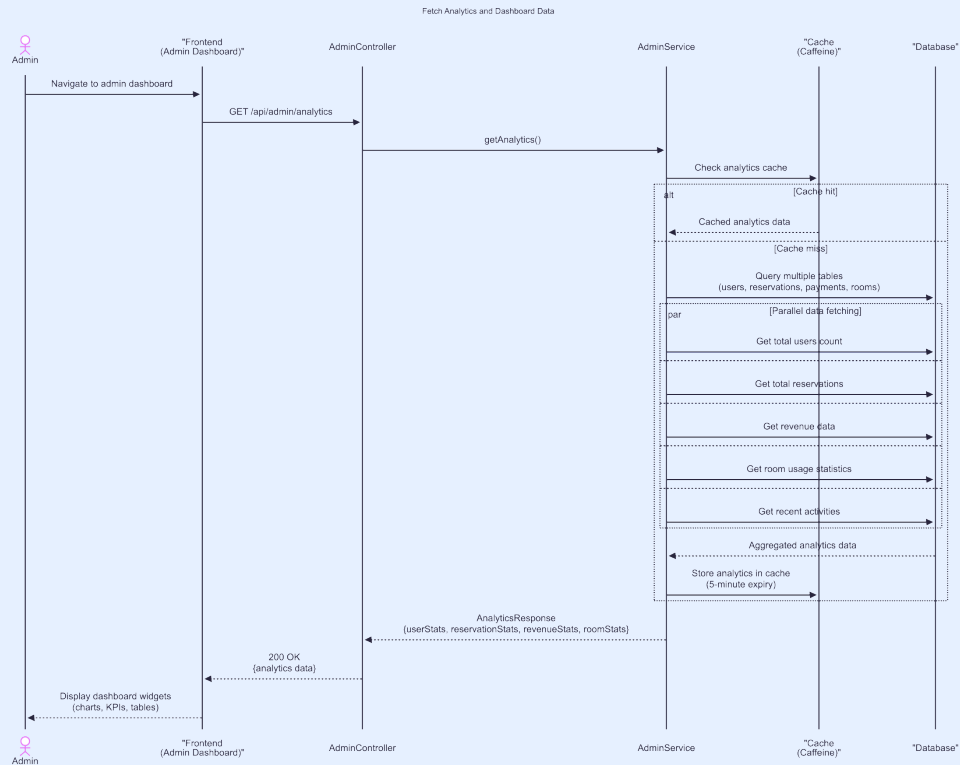 Fetch Analytics and Dashboard Data
Admin
"Frontend
(Admin Dashboard)"
AdminController
AdminService
"Cache
(Caffeine)"
"Database"
Navigate to admin dashboard
GET /api/admin/analytics
getAnalytics()
Check analytics cache
alt
[Cache hit]
Cached analytics data
[Cache miss]
Query multiple tables
(users, reservations, payments, rooms)
par
[Parallel data fetching]
Get total users count
Get total reservations
Get revenue data
Get room usage statistics
Get recent activities
Aggregated analytics data
Store analytics in cache
(5-minute expiry)
AnalyticsResponse
{userStats, reservationStats, revenueStats, roomStats}
200 OK
{analytics data}
Display dashboard widgets
(charts, KPIs, tables)
Admin
"Frontend
(Admin Dashboard)"
AdminController
AdminService
"Cache
(Caffeine)"
"Database"